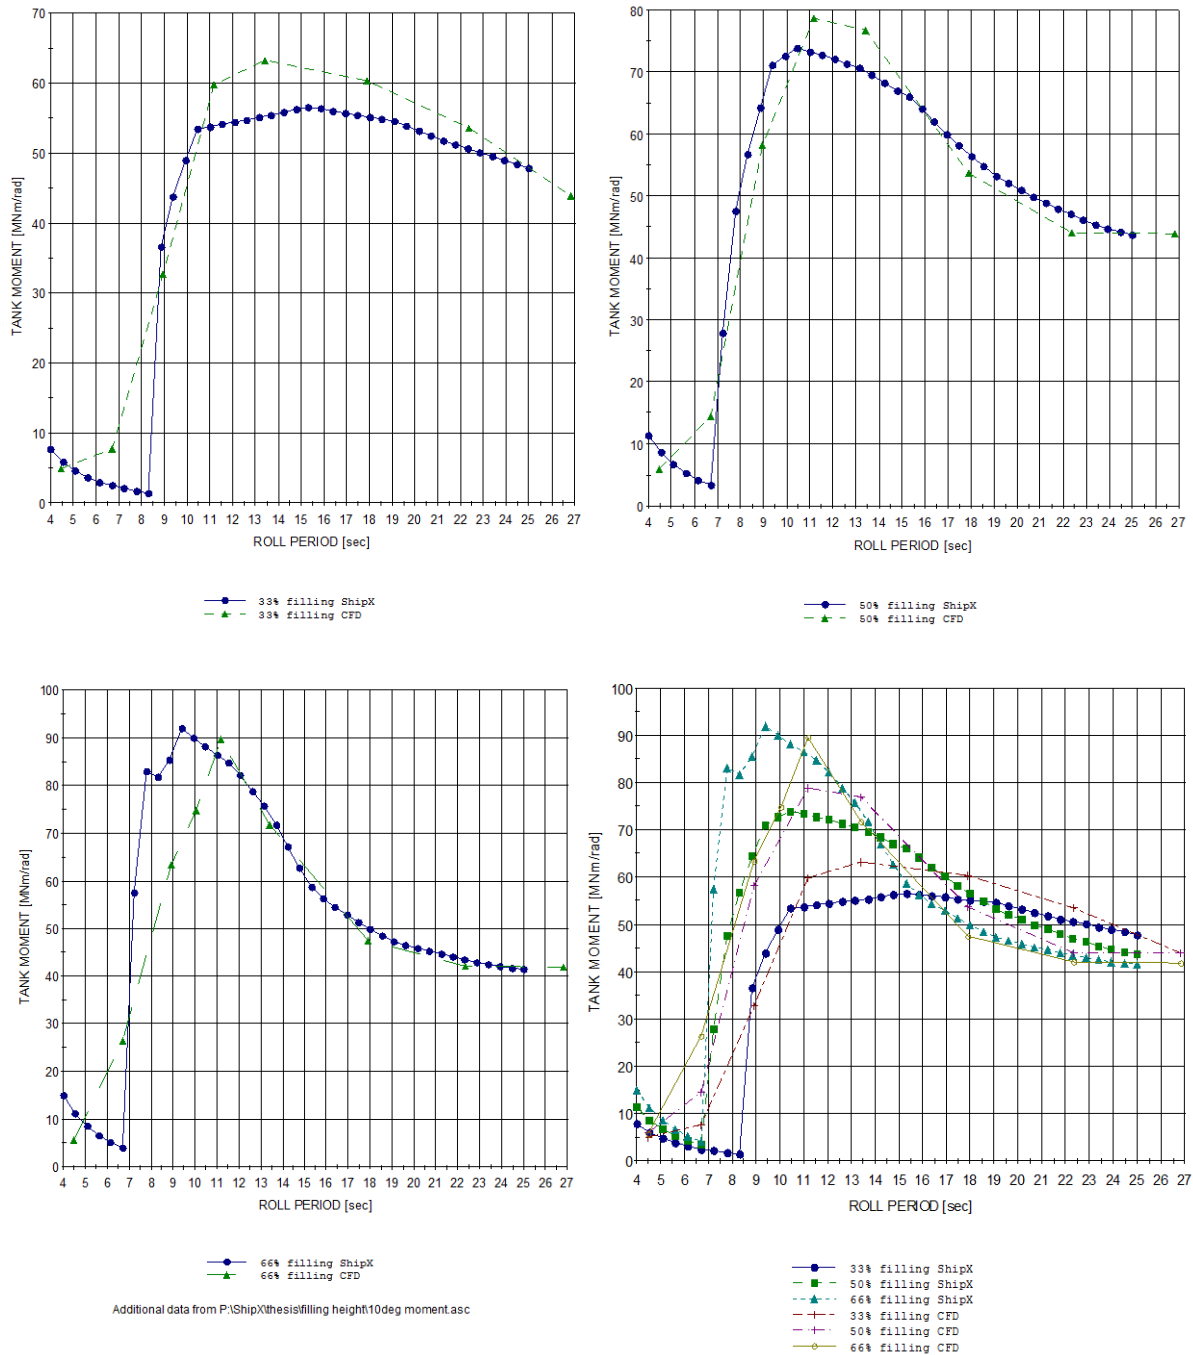 70
60
50
40
30
20
10
0
TANK MOMENT [MNm/rad]
4 5 6 7 8 9 10 11 12 13 14 15 16 17 18 19 20 21 22 23 24 25 26 27
ROLL PERIOD [sec]
33% filling ShipX
33% filling CFD
80
70
60
50
40
30
20
10
0
TANK MOMENT [MNm/rad]
4 5 6 7 8 9 10 11 12 13 14 15 16 17 18 19 20 21 22 23 24 25 26 27
ROLL PERIOD [sec]
50% filling ShipX
50% filling CFD
100
90
80
70
60
50
40
30
20
10
0
TANK MOMENT [MNm/rad]
4 5 6 7 8 9 10 11 12 13 14 15 16 17 18 19 20 21 22 23 24 25 26 27
ROLL PERIOD [sec]
66% filling ShipX
66% filling CFD
Additional data from P:\ShipX\thesis\filling height\10deg moment.asc
100
90
80
70
60
50
40
30
20
10
0
TANK MOMENT [MNm/rad]
4 5 6 7 8 9 10 11 12 13 14 15 16 17 18 19 20 21 22 23 24 25 26 27
ROLL PERIOD [sec]
33% filling ShipX
50% filling ShipX
66% filling ShipX
33% filling CFD
50% filling CFD
66% filling CFD